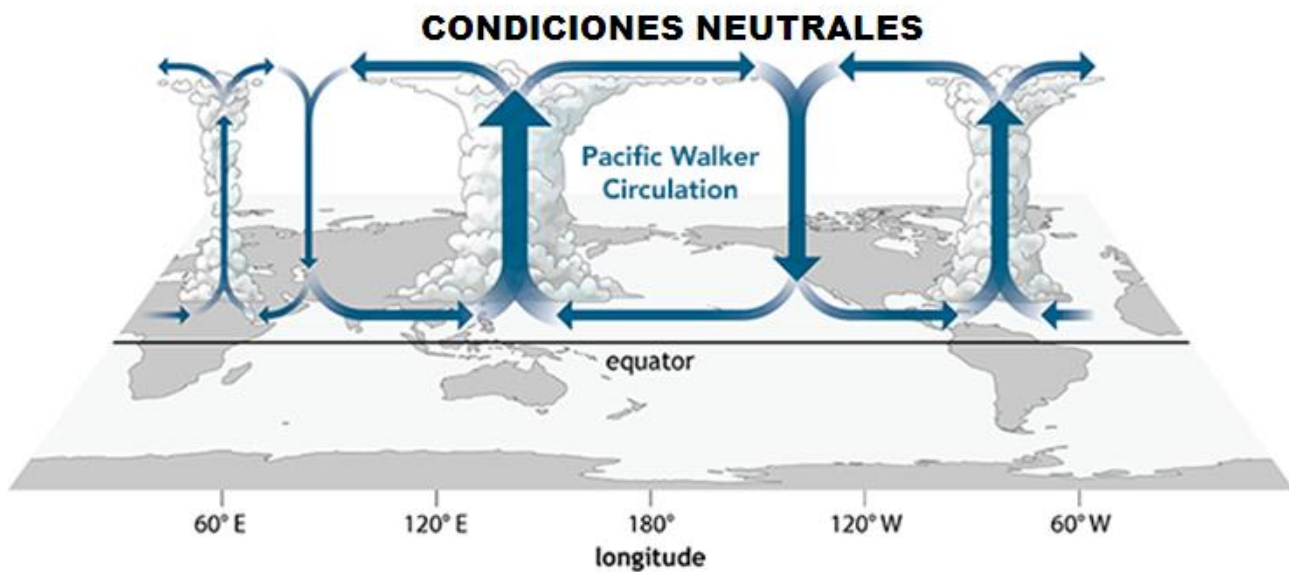 CONDICIONES NEUTRALES
Pacific Walker
Circulation
equator
60° E
120° E
180°
120° W
60° W
longitude